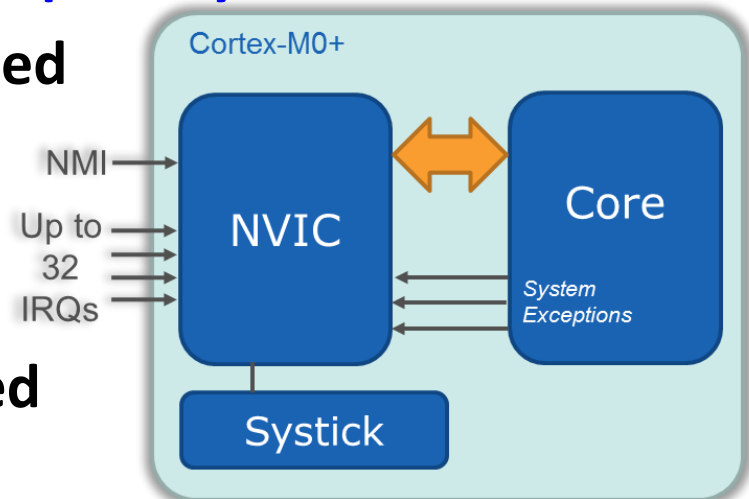 ed
Cortex-M0+
NMI
Up to
32
IRQs
NVIC
Core
System
Exceptions
ed
Systick